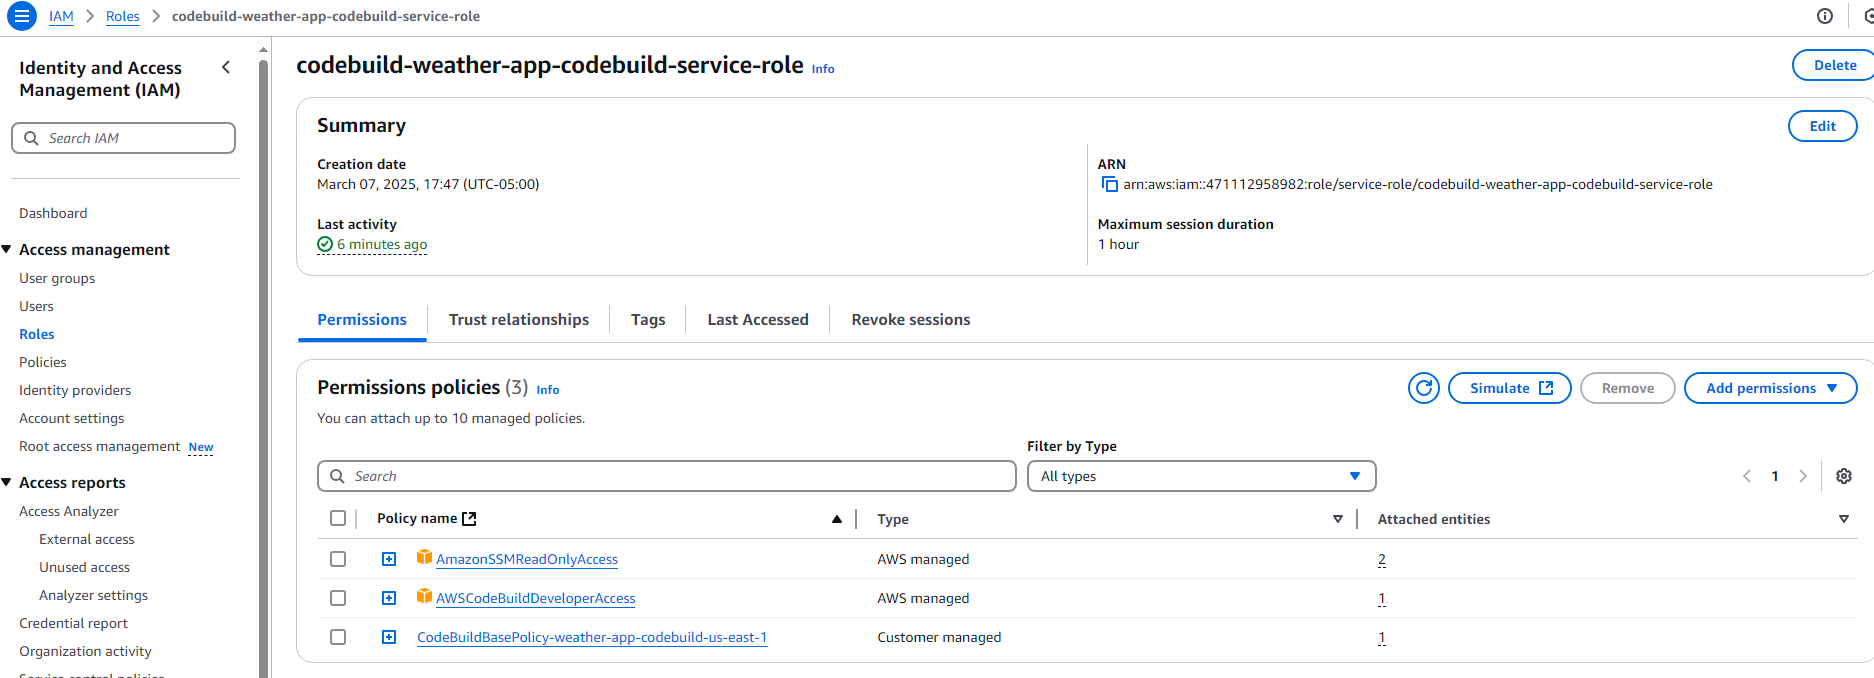 IAM > Roles > codebuild-weather-app-codebuild-service-role
Identity and Access Management (IAM)
Search IAM
Dashboard
Access management
User groups
Users
Roles
Policies
Identity providers
Account settings
Root access management New
Access reports
Access Analyzer
External access
Unused access
Analyzer settings
Credential report
Organization activity
Service control policies
codebuild-weather-app-codebuild-service-role Info
Delete
Summary
Edit
Creation date
March 07, 2025, 17:47 (UTC-05:00)
ARN
arn:aws:iam::471112958982:role/service-role/codebuild-weather-app-codebuild-service-role
Last activity
6 minutes ago
Maximum session duration
1 hour
Permissions
Trust relationships
Tags
Last Accessed
Revoke sessions
Permissions policies (3) Info
Simulate
Remove
Add permissions
You can attach up to 10 managed policies.
Filter by Type
Search
All types
1
Policy name
Type
Attached entities
AmazonSSMReadOnlyAccess
AWS managed
2
AWSCodeBuildDeveloperAccess
AWS managed
1
CodeBuildBasePolicy-weather-app-codebuild-us-east-1
Customer managed
1